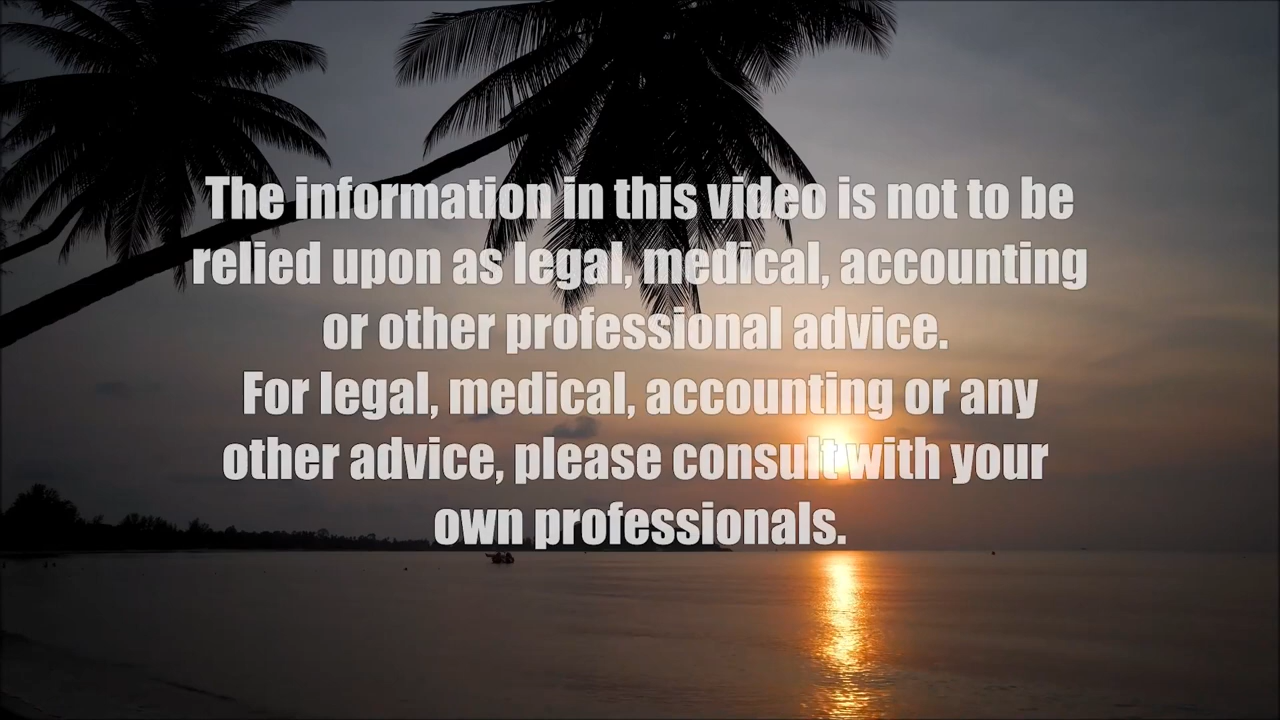 The information in this video is not to be
relied upon as legal, medical, accounting
or other professional advice.
For legal, medical, accounting or any
other advice, please consult with your
own professionals.